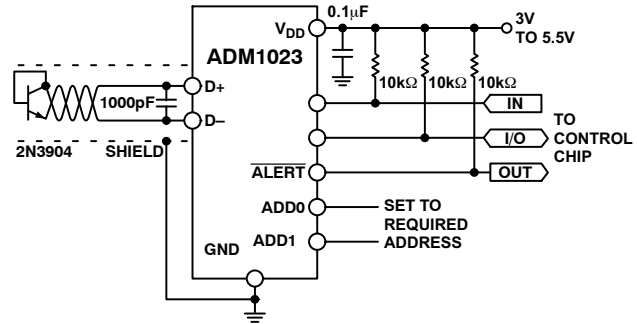 0.1μF
3V
TO 5.5V
VDD
ADM1023
10kΩ 10kΩ 10kΩ
D+
1000pF
IN
D–
TO
CONTROL
CHIP
I/O
2N3904
SHIELD
ALERT
OUT
ADD0
SET TO
REQUIRED
ADDRESS
GND
ADD1